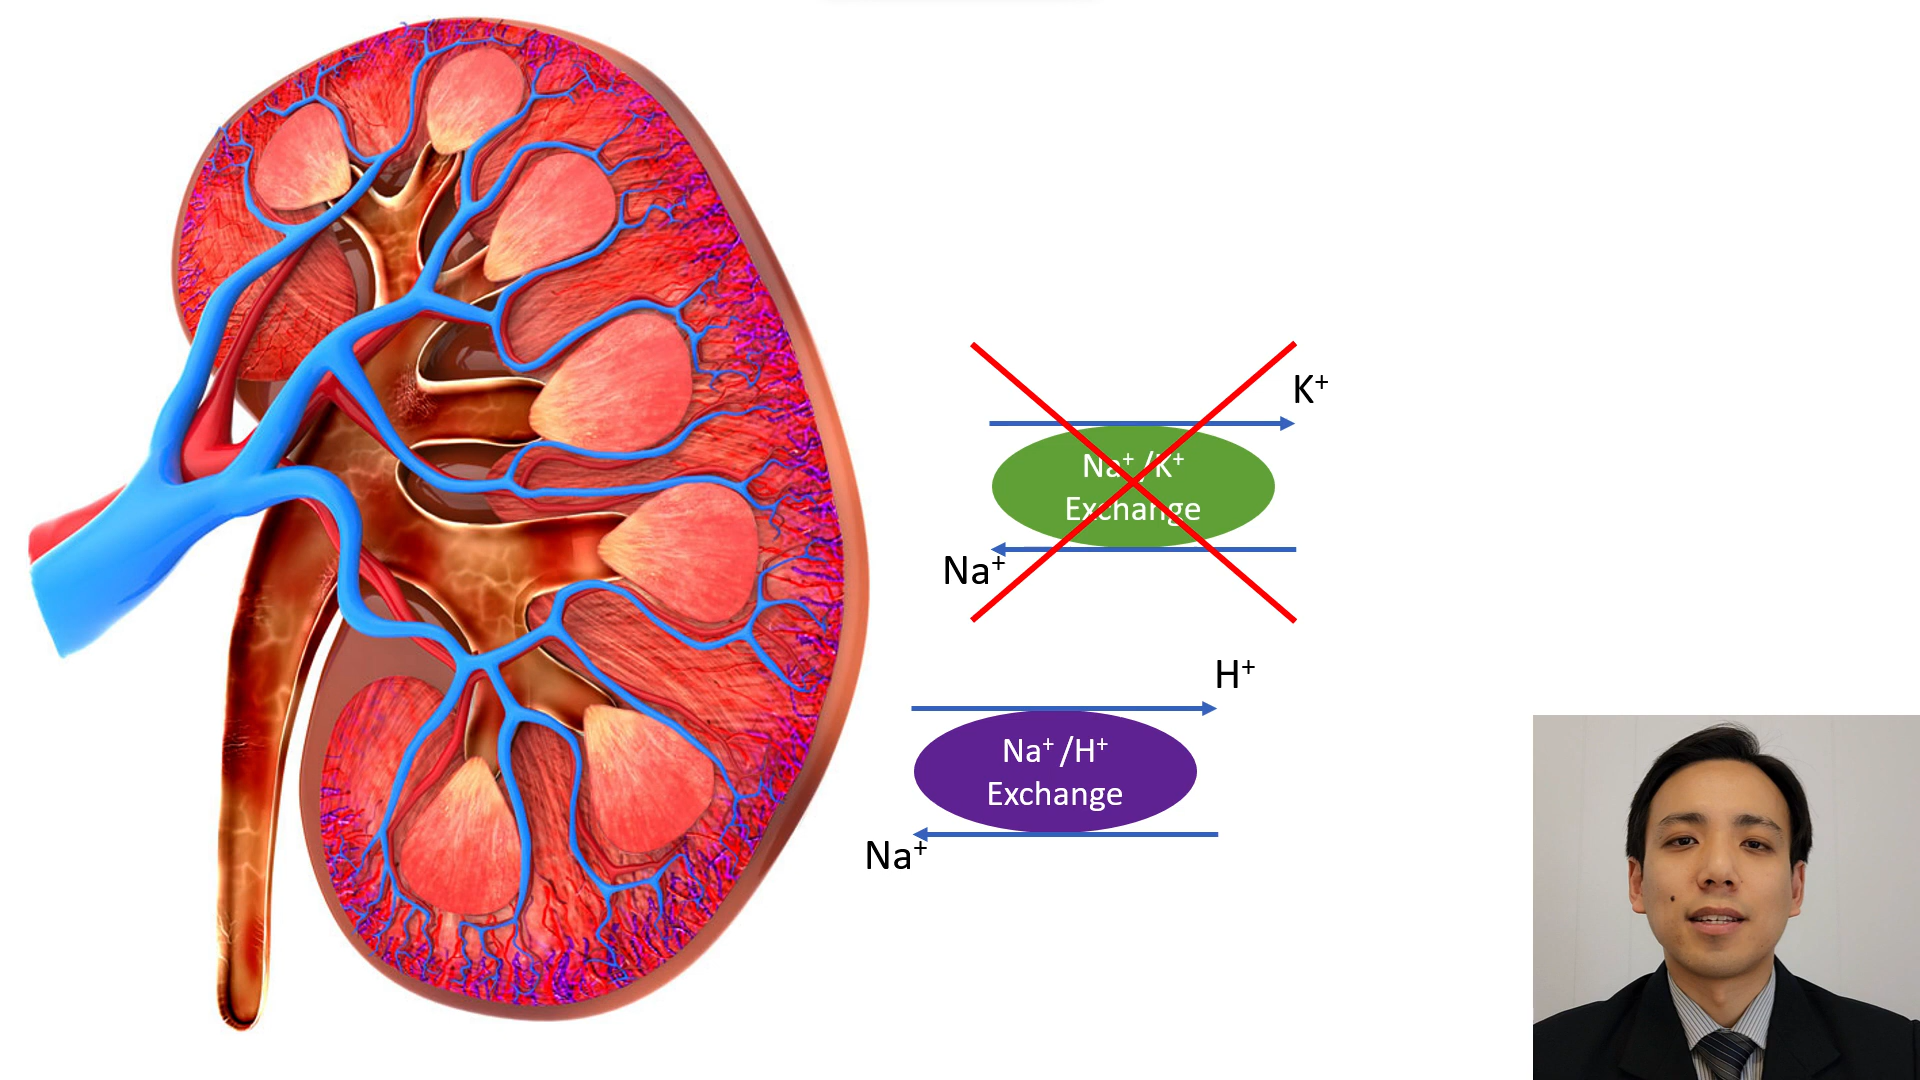 K⁺
Na⁺ /K⁺
Exchange
Na⁺
H⁺
Na⁺ /H⁺
Exchange
Na⁺